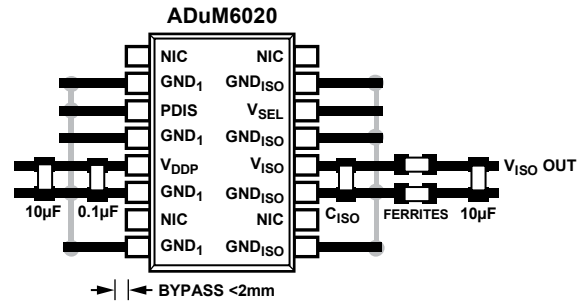 ADuM6020
NIC NIC
GND1 GNDISO
PDIS VSEL
GND1 GNDISO
VDDP VISO VISO OUT
GND1 GNDISO
10µF 0.1µF NIC NIC CISO FERRITES 10µF
GND1 GNDISO
BYPASS <2mm